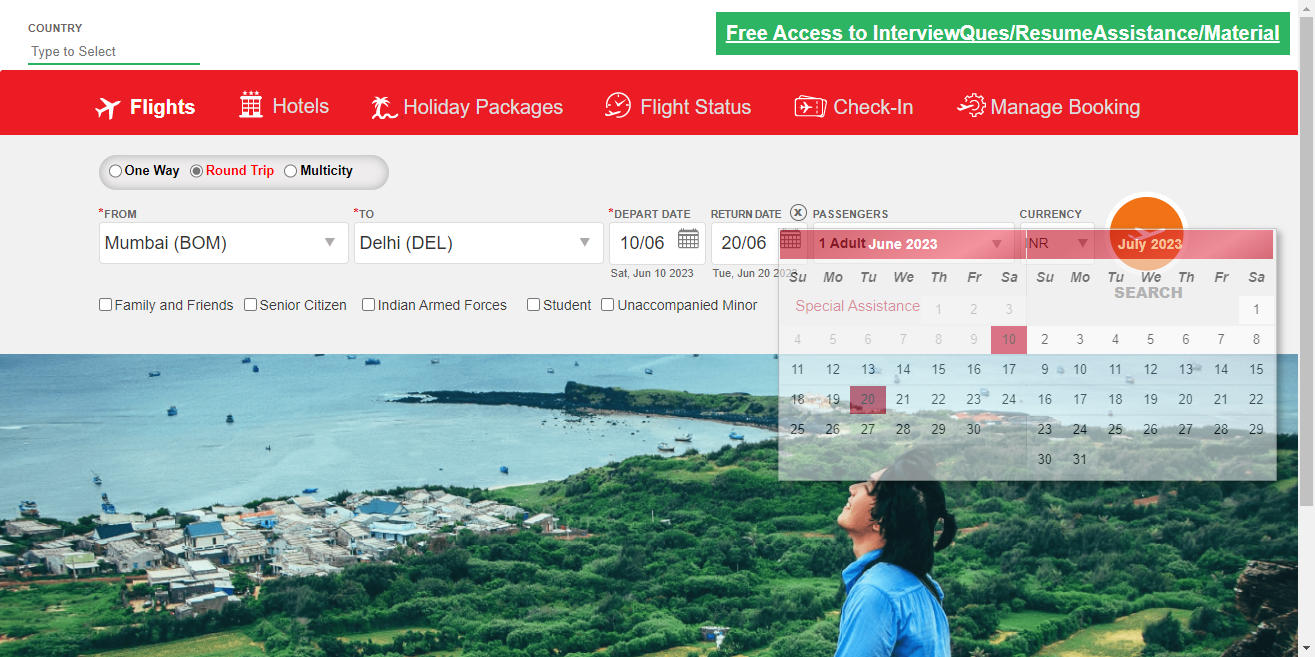 COUNTRY
Type to Select
Free Access to InterviewQues/ResumeAssistance/Material
Flights Hotels Holiday Packages Flight Status Check-In Manage Booking
One Way Round Trip Multicity
*FROM *TO *DEPART DATE RETURN DATE X PASSENGERS CURRENCY
Mumbai (BOM) Delhi (DEL) 10/06 20/06 1 Adult INR
Sat, Jun 10 2023 Tue, Jun 20 2023
SEARCH
Family and Friends Senior Citizen Indian Armed Forces Student Unaccompanied Minor Special Assistance
June 2023
Su Mo Tu We Th Fr Sa
1 2 3
4 5 6 7 8 9 10
11 12 13 14 15 16 17
18 19 20 21 22 23 24
25 26 27 28 29 30
July 2023
Su Mo Tu We Th Fr Sa
1
2 3 4 5 6 7 8
9 10 11 12 13 14 15
16 17 18 19 20 21 22
23 24 25 26 27 28 29
30 31